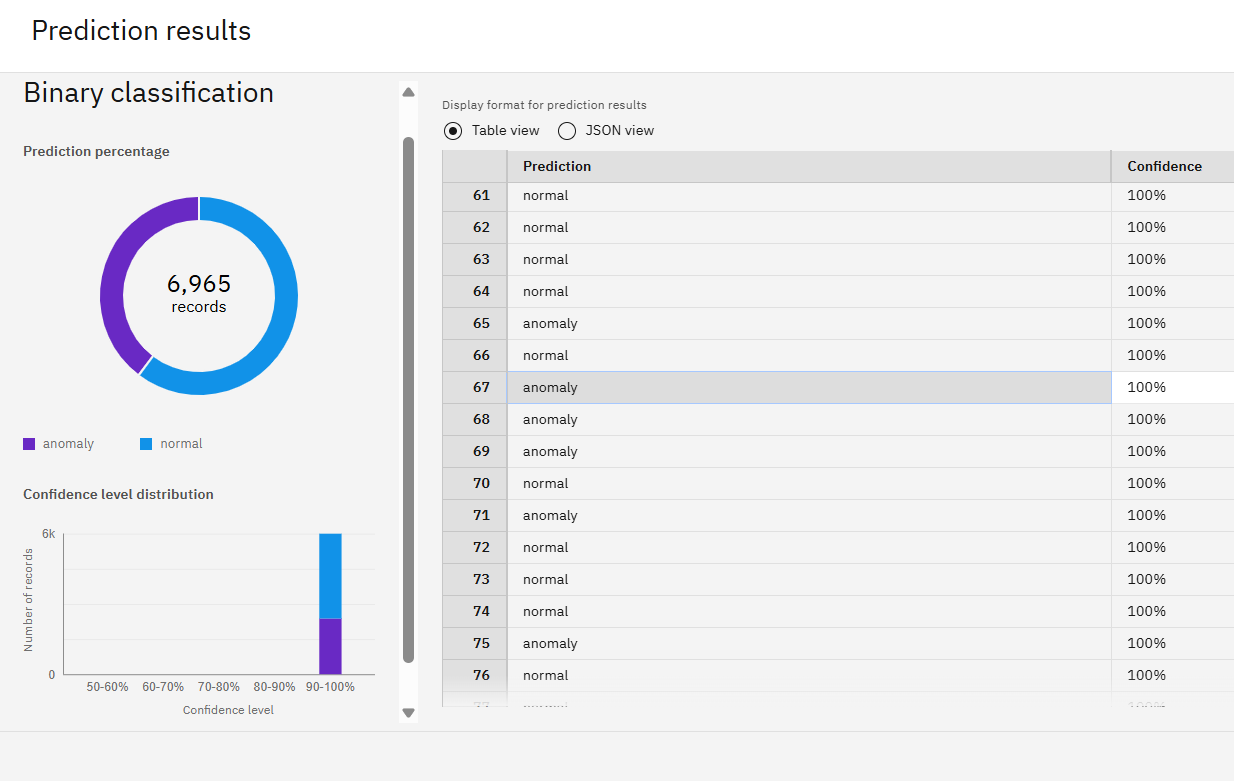 Prediction results
Binary classification
Prediction percentage
6,965
records
anomaly normal
Confidence level distribution
6k
Number of records
0
50-60% 60-70% 70-80% 80-90% 90-100%
Confidence level
Display format for prediction results
Table view JSON view
Prediction Confidence
61 normal 100%
62 normal 100%
63 normal 100%
64 normal 100%
65 anomaly 100%
66 normal 100%
67 anomaly 100%
68 anomaly 100%
69 anomaly 100%
70 normal 100%
71 anomaly 100%
72 normal 100%
73 normal 100%
74 normal 100%
75 anomaly 100%
76 normal 100%